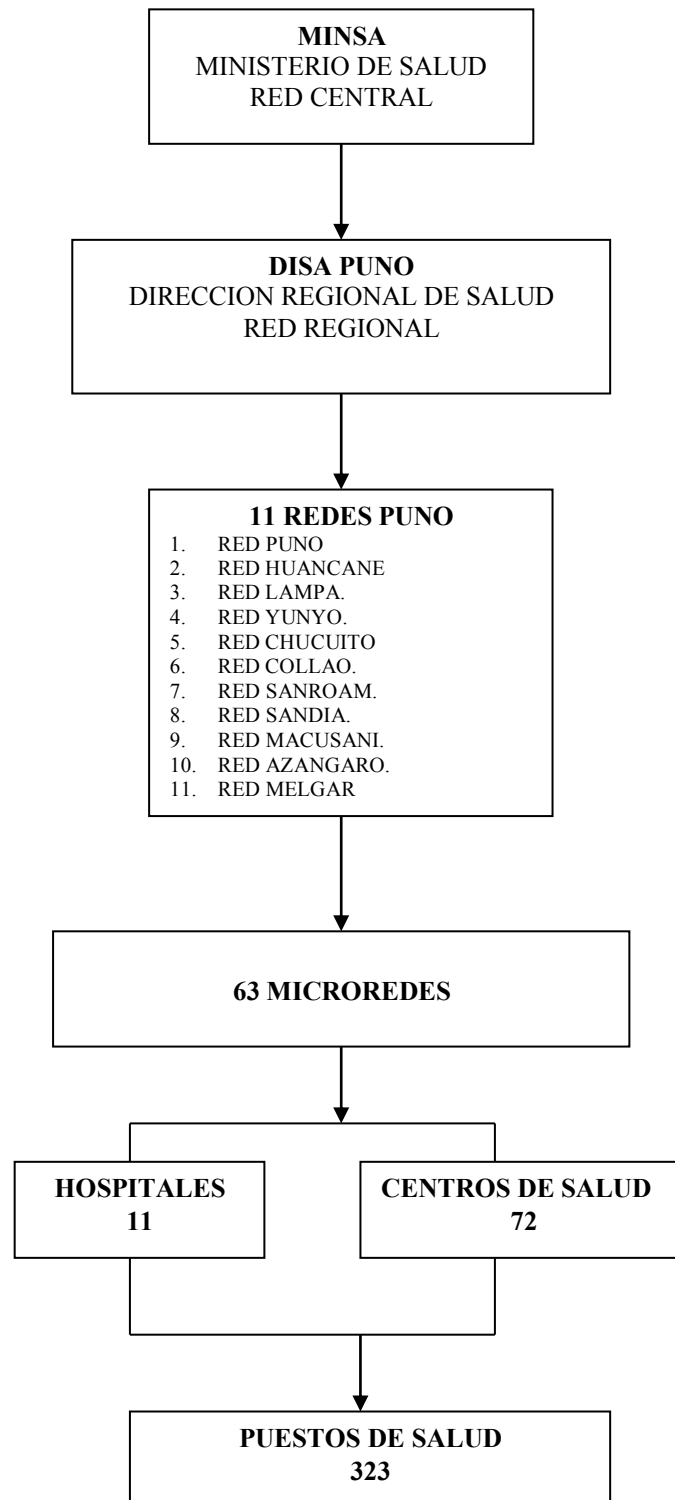 MINSA
MINISTERIO DE SALUD
RED CENTRAL
DISA PUNO
DIRECCION REGIONAL DE SALUD
RED REGIONAL
11 REDES PUNO
1. RED PUNO
2. RED HUANCANE
3. RED LAMPA.
4. RED YUNYO.
5. RED CHUCUITO
6. RED COLLAO.
7. RED SANROAM.
8. RED SANDIA.
9. RED MACUSANI.
10. RED AZANGARO.
11. RED MELGAR
63 MICROREDES
HOSPITALES
11
CENTROS DE SALUD
72
PUESTOS DE SALUD
323